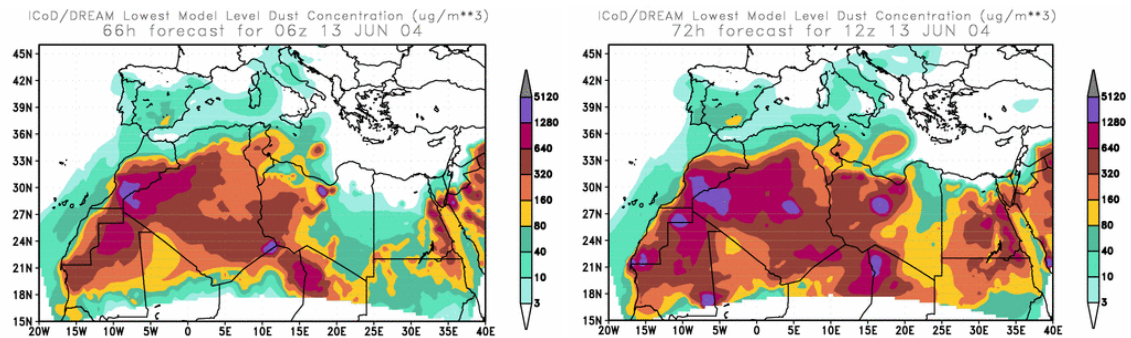 ICoD/DREAM Lowest Model Level Dust Concentration (ug/m**3)
66h forecast for 06z 13 JUN 04
45N
42N
39N
36N
33N
30N
27N
24N
21N
18N
15N
20W 15W 10W 5W 0 5E 10E 15E 20E 25E 30E 35E 40E
5120
1280
640
320
160
80
40
10
3
ICoD/DREAM Lowest Model Level Dust Concentration (ug/m**3)
72h forecast for 12z 13 JUN 04
45N
42N
39N
36N
33N
30N
27N
24N
21N
18N
15N
20W 15W 10W 5W 0 5E 10E 15E 20E 25E 30E 35E 40E
5120
1280
640
320
160
80
40
10
3